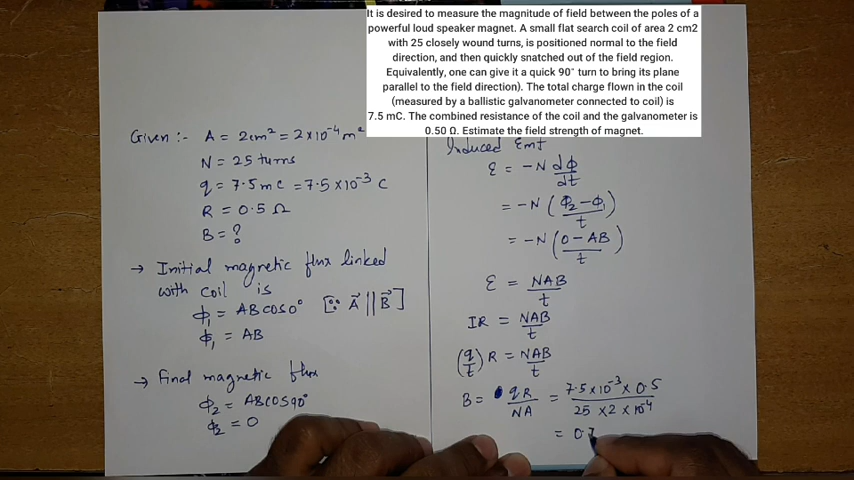 It is desired to measure the magnitude of field between the poles of a
powerful loud speaker magnet. A small flat search coil of area 2 cm2
with 25 closely wound turns, is positioned normal to the field
direction, and then quickly snatched out of the field region.
Equivalently, one can give it a quick 90° turn to bring its plane
parallel to the field direction). The total charge flown in the coil
(measured by a ballistic galvanometer connected to coil) is
7.5 mC. The combined resistance of the coil and the galvanometer is
0.50 Ω. Estimate the field strength of magnet.
Given :- A = 2cm² = 2×10⁻⁴ m²
N = 25 turns
q = 7.5 mc = 7.5×10⁻³ C
R = 0.5 Ω
B = ?
→ Initial magnetic flux linked
with coil is
ϕ₁ = ABcos0° [∵ A⃗ || B⃗]
ϕ₁ = AB
→ Final magnetic flux
ϕ₂ = ABcos90°
ϕ₂ = 0
Induced Emf
ε = -N dϕ/dt
= -N (ϕ₂-ϕ₁/t)
= -N (0-AB/t)
ε = NAB/t
IR = NAB/t
(q/t) R = NAB/t
B = qR/NA = 7.5×10⁻³ × 0.5/25 × 2 × 10⁻⁴
= 0.7